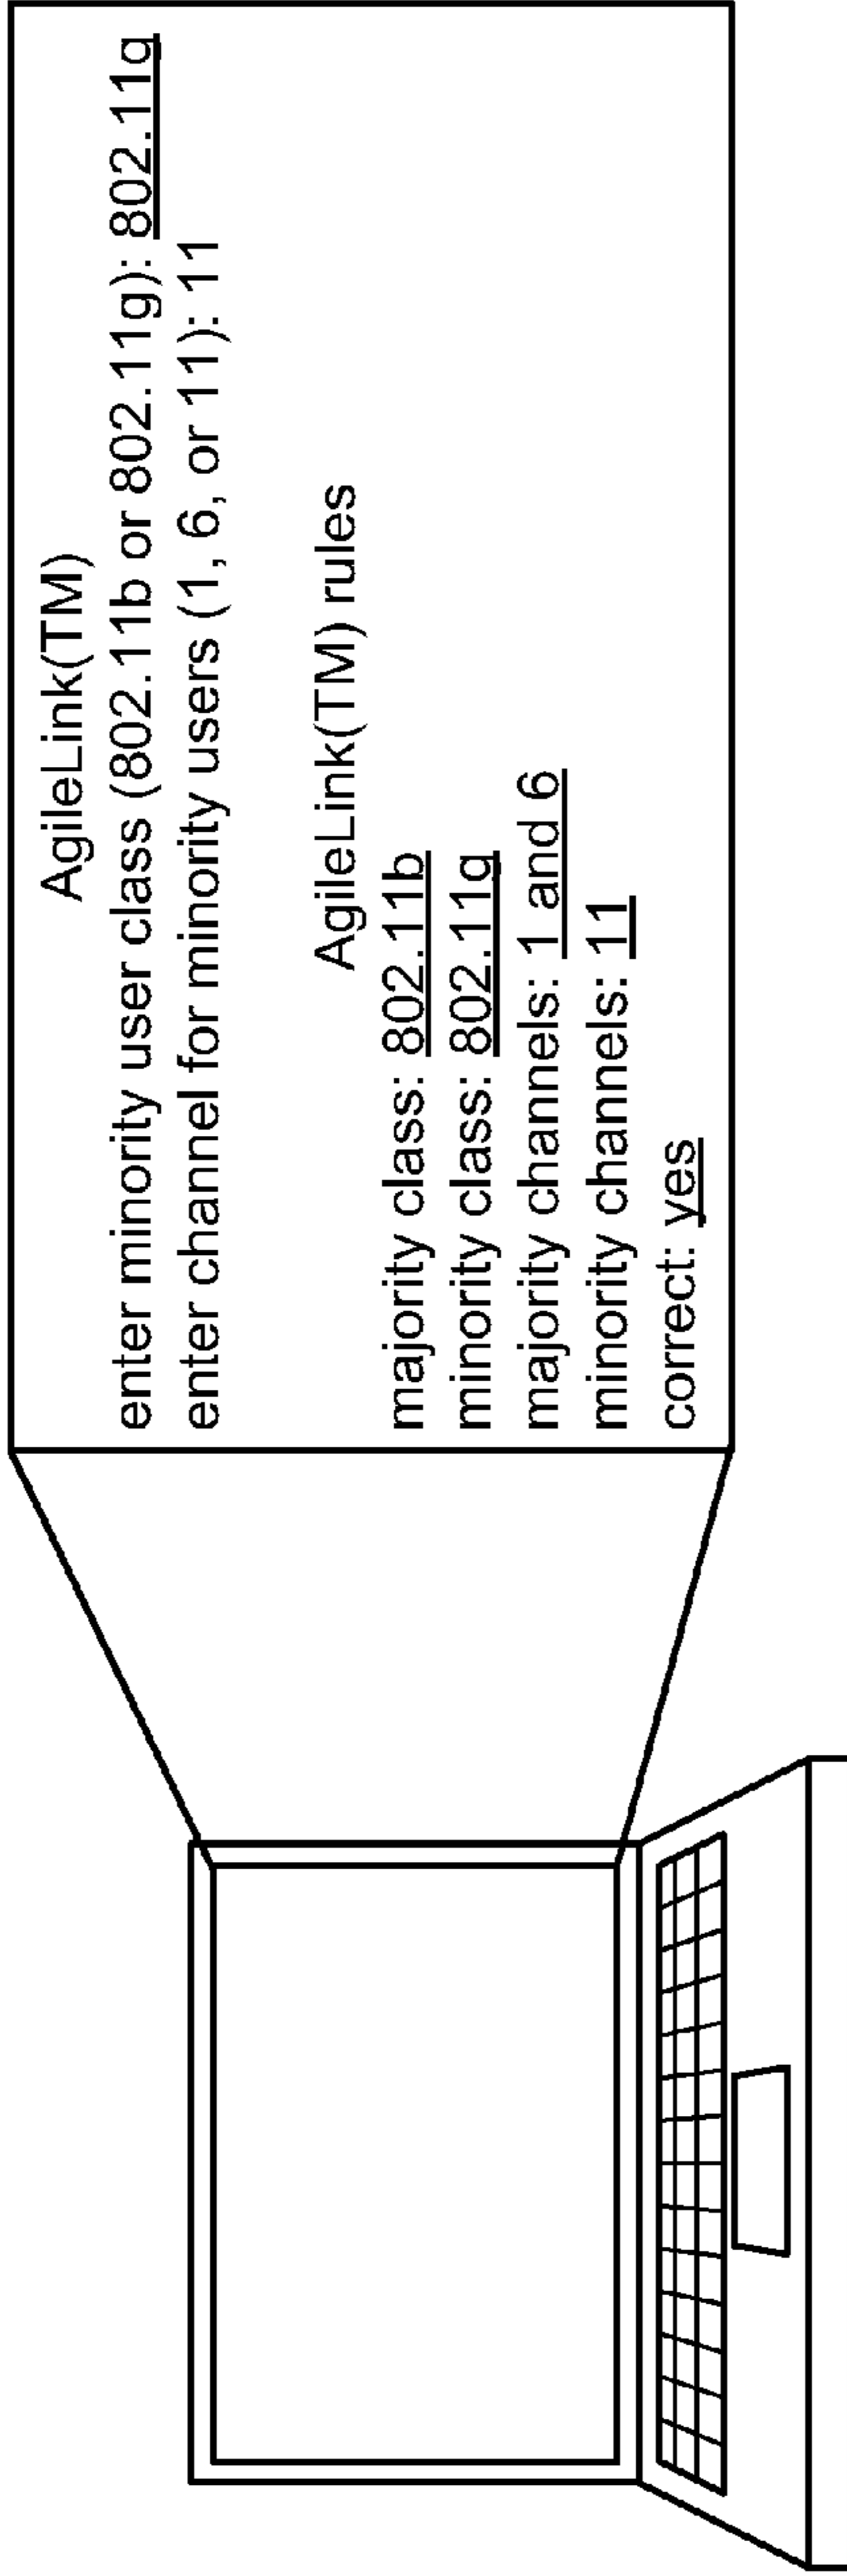 AgileLink(TM)
enter minority user class (802.11b or 802.11g): 802.11g
enter channel for minority users (1, 6, or 11): 11
AgileLink(TM) rules
majority class: 802.11b
minority class: 802.11g
majority channels: 1 and 6
minority channels: 11
correct: yes